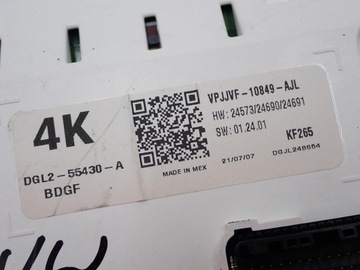 4K
DGL2-55430-A
BDGF
VPJJVF-10849-AJL
HW: 24573/24690/24691
SW: 01.24.01
KF265
21/07/07
DGJL248654
MADE IN MEX